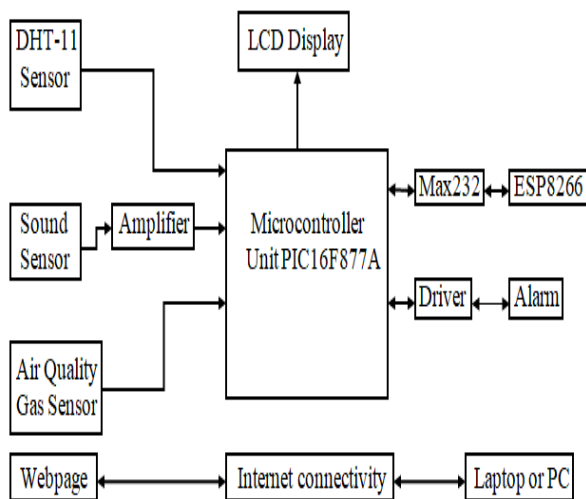 DHT-11
Sensor
LCD Display
Sound
Sensor
Amplifier
Microcontroller
Unit PIC16F877A
Max232
ESP8266
Driver
Alarm
Air Quality
Gas Sensor
Webpage
Internet connectivity
Laptop or PC